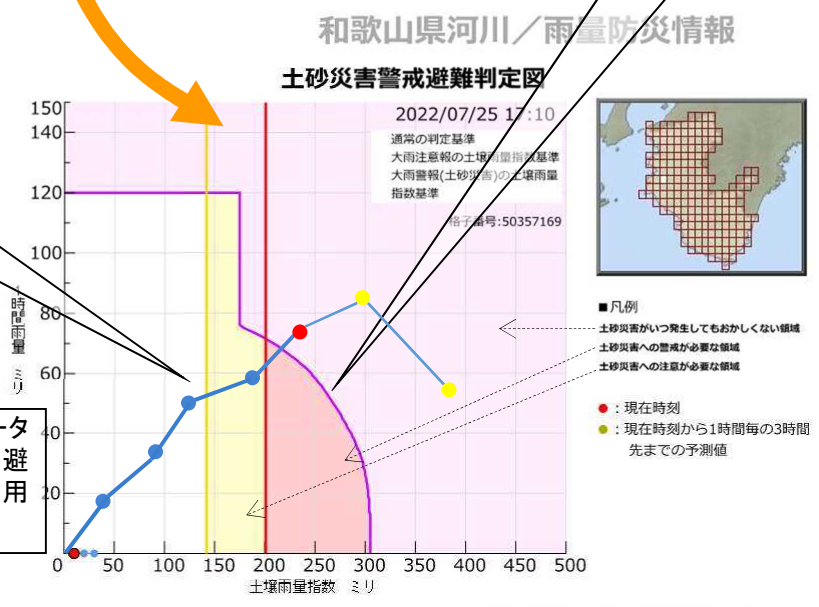 和歌山県河川／雨量防災情報
土砂災害警戒避難判定図
2022/07/25 17:10
通常の判定基準
大雨注意報の土壌雨量指数基準
大雨警報(土砂災害)の土壌雨量
指数基準
格子番号:50357169
150
140
120
100
80
60
40
20
時間雨量 ミリ
0 50 100 150 200 250 300 350 400 450 500
土壌雨量指数 ミリ
■凡例
土砂災害がいつ発生してもおかしくない領域
土砂災害への警戒が必要な領域
土砂災害への注意が必要な領域
：現在時刻
：現在時刻から1時間毎の3時間
先までの予測値
ータ
避
用